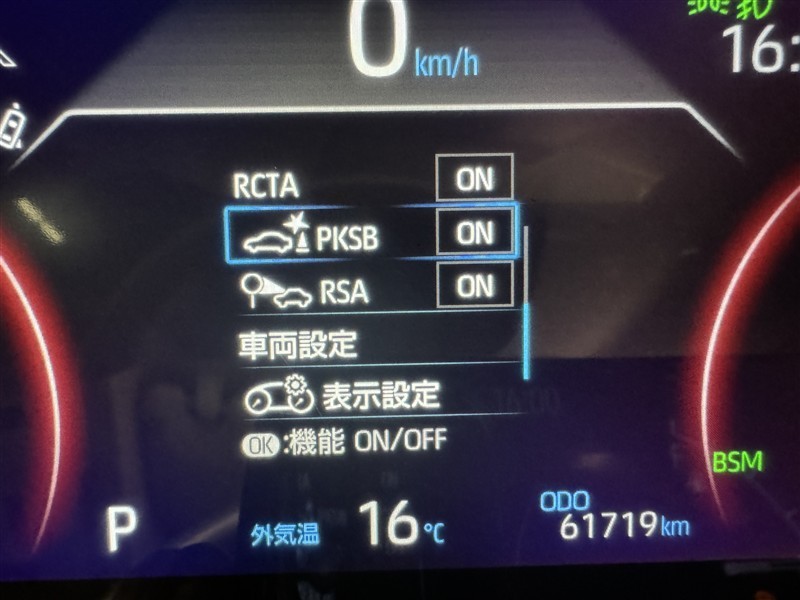 0 km/h
16:
RCTA ON
PKSB ON
RSA ON
車両設定
表示設定
OK:機能 ON/OFF
BSM
P 外気温 16℃ ODO 61719km